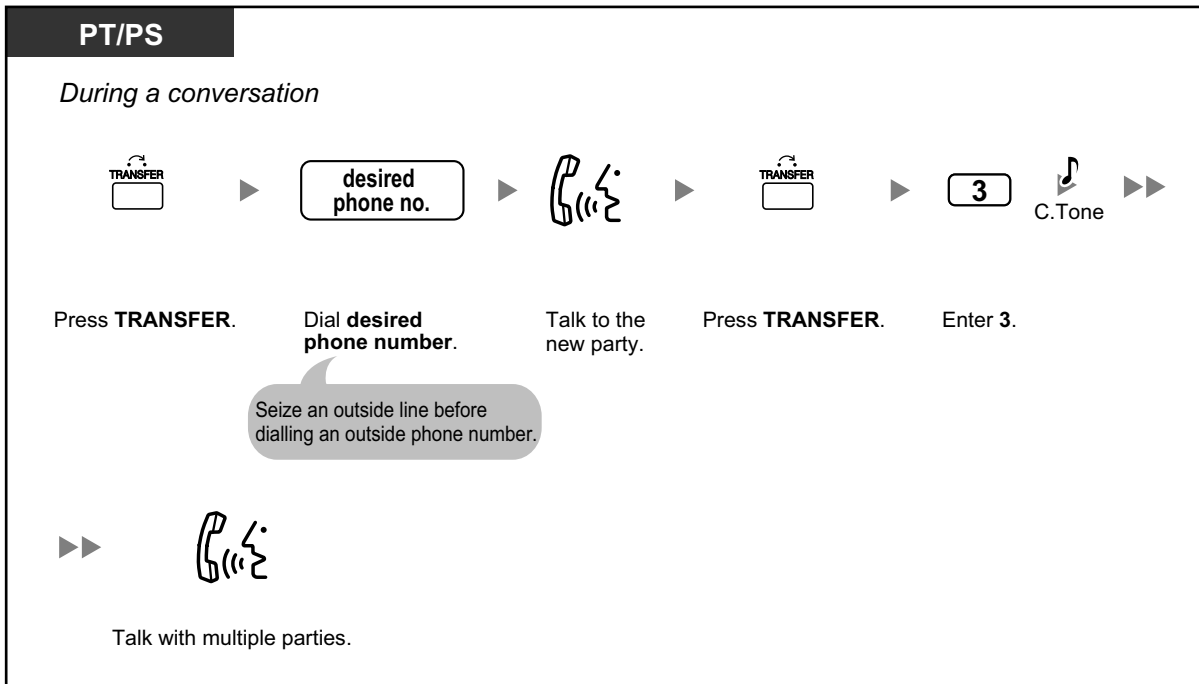 PT/PS
During a conversation
TRANSFER
desired
phone no.
TRANSFER
3
C.Tone
Press TRANSFER.
Dial desired
phone number.
Talk to the
new party.
Press TRANSFER.
Enter 3.
Seize an outside line before
dialling an outside phone number.
Talk with multiple parties.